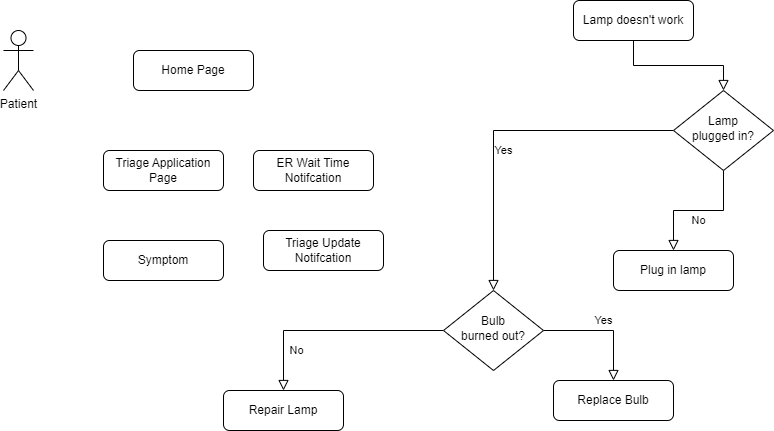 Lamp doesn't work
Patient
Home Page
Lamp
plugged in?
Yes
Triage Application
Page
ER Wait Time
Notifcation
No
Symptom
Triage Update
Notifcation
Plug in lamp
Bulb
burned out?
Yes
No
Repair Lamp
Replace Bulb